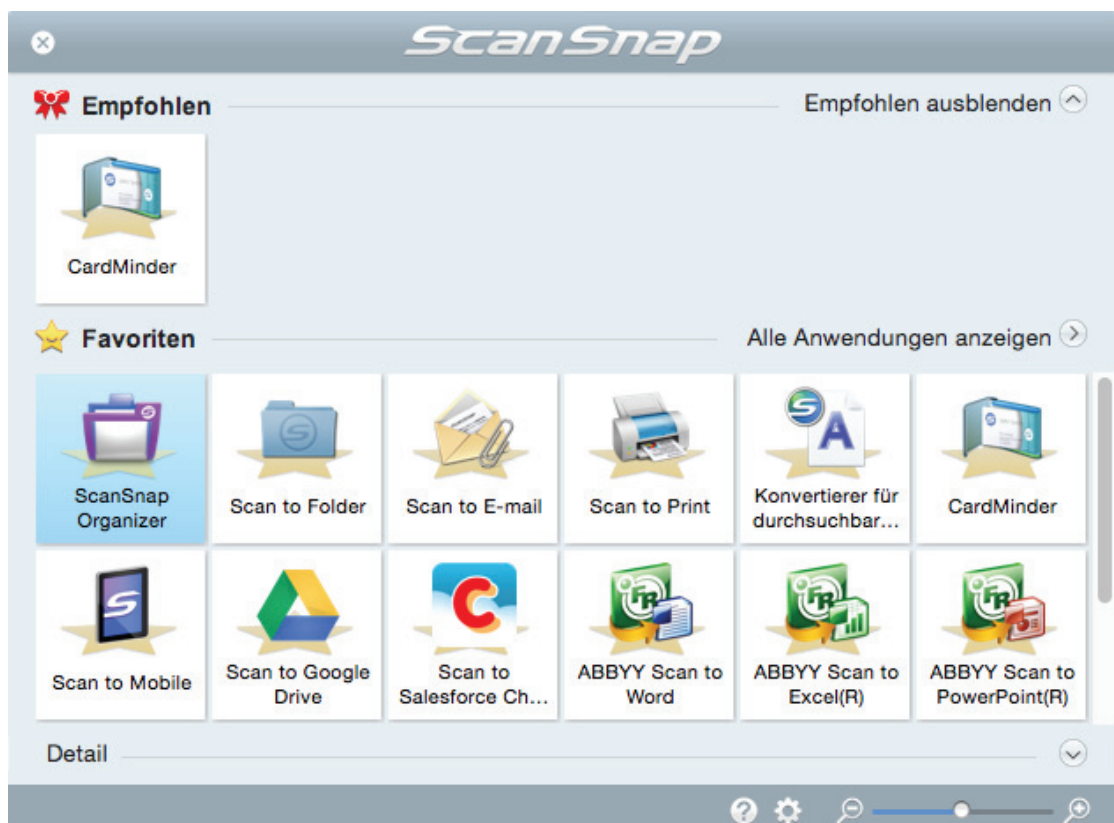 ScanSnap
Empfohlen
Empfohlen ausblenden
CardMinder
Favoriten
Alle Anwendungen anzeigen
ScanSnap
Organizer
Scan to Folder
Scan to E-mail
Scan to Print
Konvertierer für
durchsuchbar...
CardMinder
Scan to Mobile
Scan to Google
Drive
Scan to
Salesforce Ch...
ABBYY Scan to
Word
ABBYY Scan to
Excel(R)
ABBYY Scan to
PowerPoint(R)
Detail